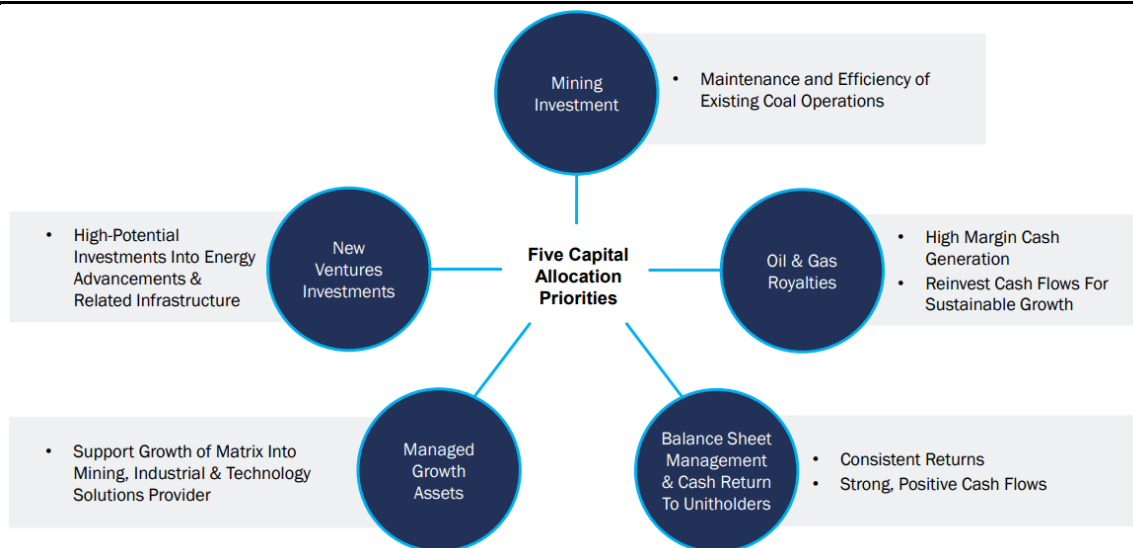 Mining
Investment
• Maintenance and Efficiency of
Existing Coal Operations
• High-Potential
Investments Into Energy
Advancements &
Related Infrastructure
New
Ventures
Investments
Five Capital
Allocation
Priorities
Oil & Gas
Royalties
• High Margin Cash
Generation
• Reinvest Cash Flows For
Sustainable Growth
• Support Growth of Matrix Into
Mining, Industrial & Technology
Solutions Provider
Managed
Growth
Assets
Balance Sheet
Management
& Cash Return
To Unitholders
• Consistent Returns
• Strong, Positive Cash Flows